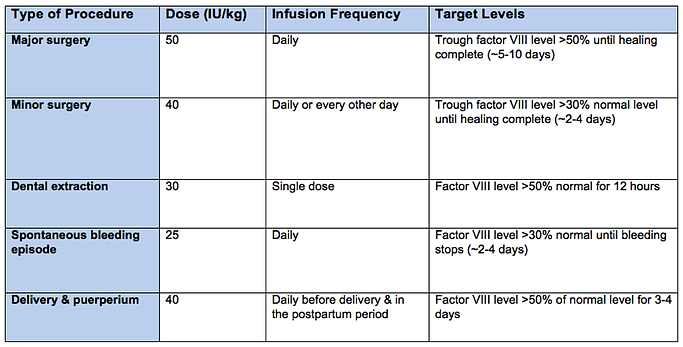 Type of Procedure Dose (IU/kg) Infusion Frequency Target Levels
Major surgery 50 Daily Trough factor VIII level >50% until healing
complete (~5-10 days)
Minor surgery 40 Daily or every other day Trough factor VIII level >30% normal level
until healing complete (~2-4 days)
Dental extraction 30 Single dose Factor VIII level >50% normal for 12 hours
Spontaneous bleeding 25 Daily Factor VIII level >30% normal until bleeding
episode stops (~2-4 days)
Delivery & puerperium 40 Daily before delivery & in Factor VIII level >50% of normal level for 3-4
the postpartum period days